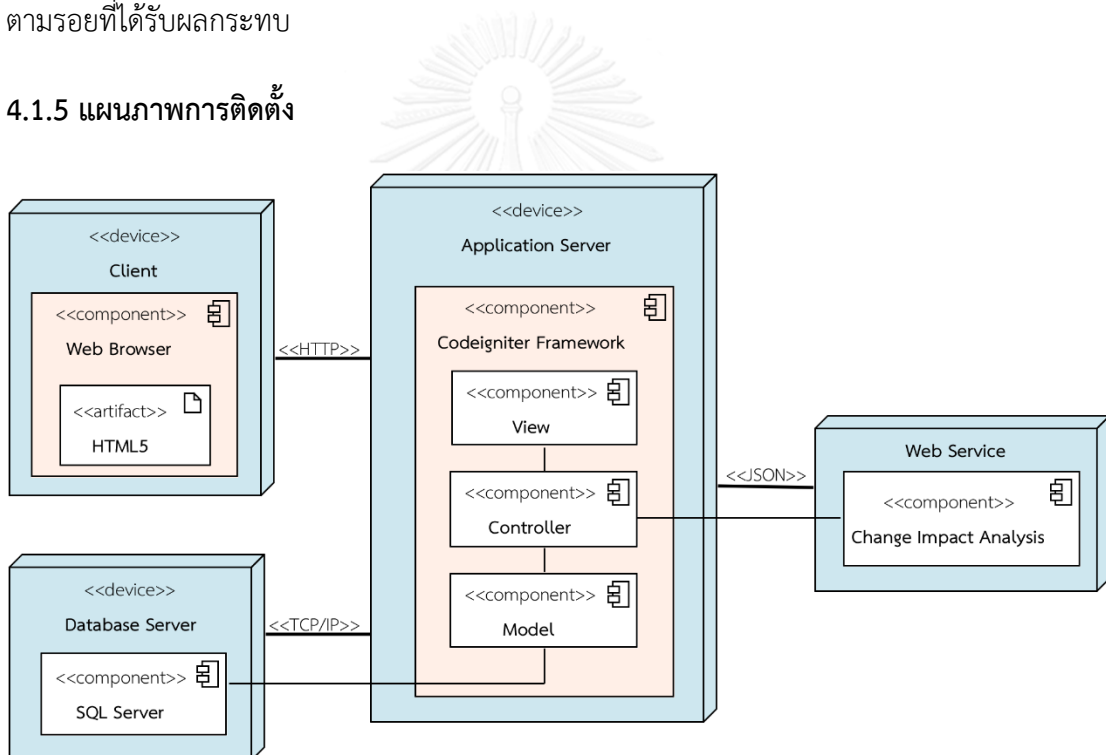 ตามรอยที่ได้รับผลกระทบ
4.1.5 แผนภาพการติดตั้ง
<<device>>
Client
<<component>>
Web Browser
<<artifact>>
HTML5
<<HTTP>>
<<device>>
Application Server
<<component>>
Codeigniter Framework
<<component>>
View
<<component>>
Controller
<<component>>
Model
<<JSON>>
Web Service
<<component>>
Change Impact Analysis
<<device>>
Database Server
<<component>>
SQL Server
<<TCP/IP>>